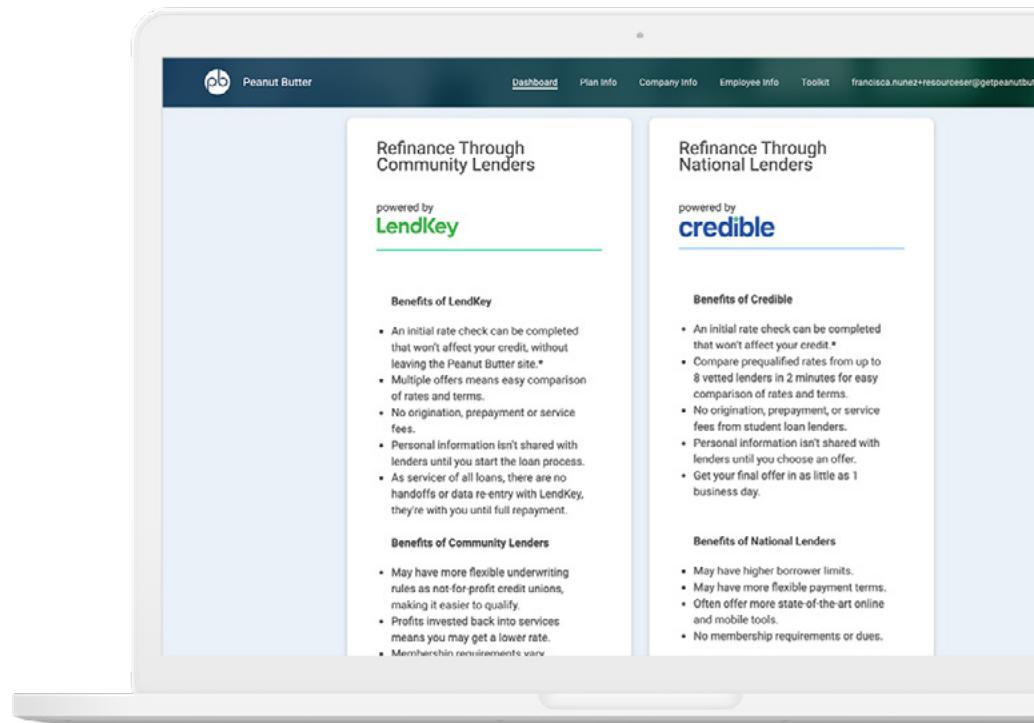 pb
Peanut Butter
Dashboard
Plan Info
Company Info
Employee Info
Toolkit
francisca.nunez+resourceser@getpeanutbut
Refinance Through
Community Lenders
powered by
LendKey
Benefits of LendKey
• An initial rate check can be completed
that won't affect your credit, without
leaving the Peanut Butter site.*
• Multiple offers means easy comparison
of rates and terms.
• No origination, prepayment or service
fees.
• Personal information isn't shared with
lenders until you start the loan process.
• As servicer of all loans, there are no
handoffs or data re-entry with LendKey,
they're with you until full repayment.
Benefits of Community Lenders
• May have more flexible underwriting
rules as not-for-profit credit unions,
making it easier to qualify.
• Profits invested back into services
means you may get a lower rate.
• Membership requirements vary
Refinance Through
National Lenders
powered by
credible
Benefits of Credible
• An initial rate check can be completed
that won't affect your credit.*
• Compare prequalified rates from up to
8 vetted lenders in 2 minutes for easy
comparison of rates and terms.
• No origination, prepayment, or service
fees from student loan lenders.
• Personal information isn't shared with
lenders until you choose an offer.
• Get your final offer in as little as 1
business day.
Benefits of National Lenders
• May have higher borrower limits.
• May have more flexible payment terms.
• Often offer more state-of-the-art online
and mobile tools.
• No membership requirements or dues.